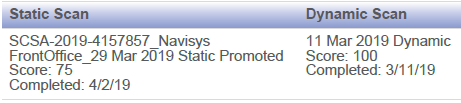 Static Scan Dynamic Scan
SCSA-2019-4157857_Navisys 11 Mar 2019 Dynamic
FrontOffice_29 Mar 2019 Static Promoted Score: 100
Score: 75 Completed: 3/11/19
Completed: 4/2/19